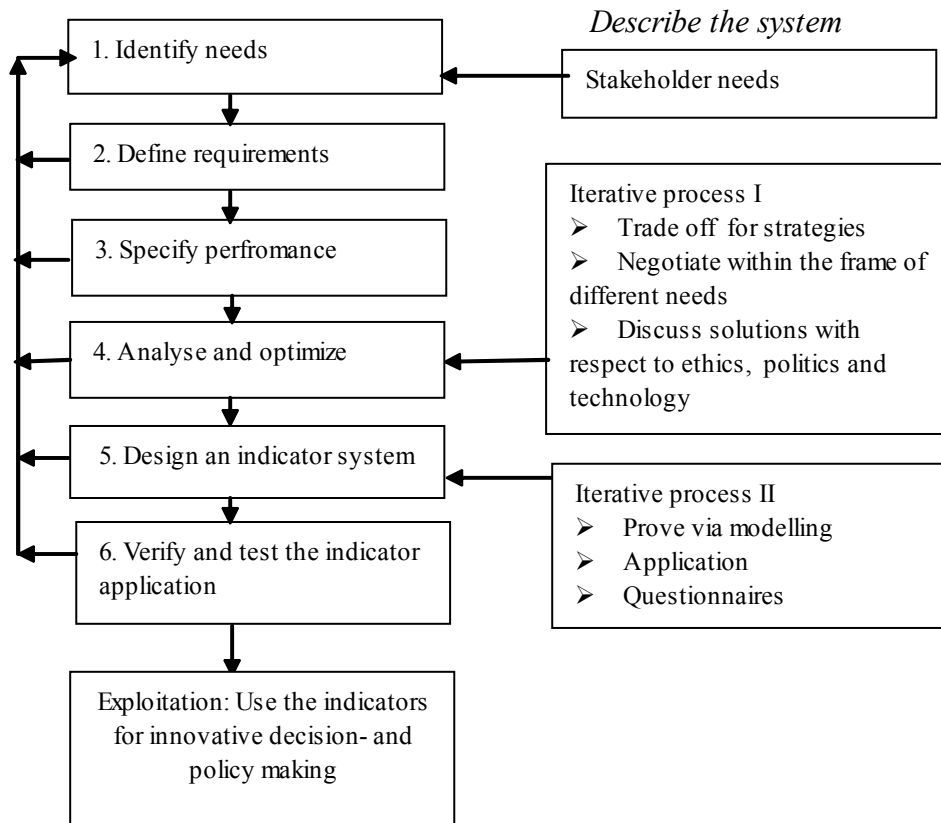 Describe the system
1. Identify needs
Stakeholder needs
2. Define requirements
3. Specify perfromance
4. Analyse and optimize
Iterative process I
➢ Trade off for strategies
➢ Negotiate within the frame of
different needs
➢ Discuss solutions with
respect to ethics, politics and
technology
5. Design an indicator system
Iterative process II
➢ Prove via modelling
➢ Application
➢ Questionnaires
6. Verify and test the indicator
application
Exploitation: Use the indicators
for innovative decision- and
policy making